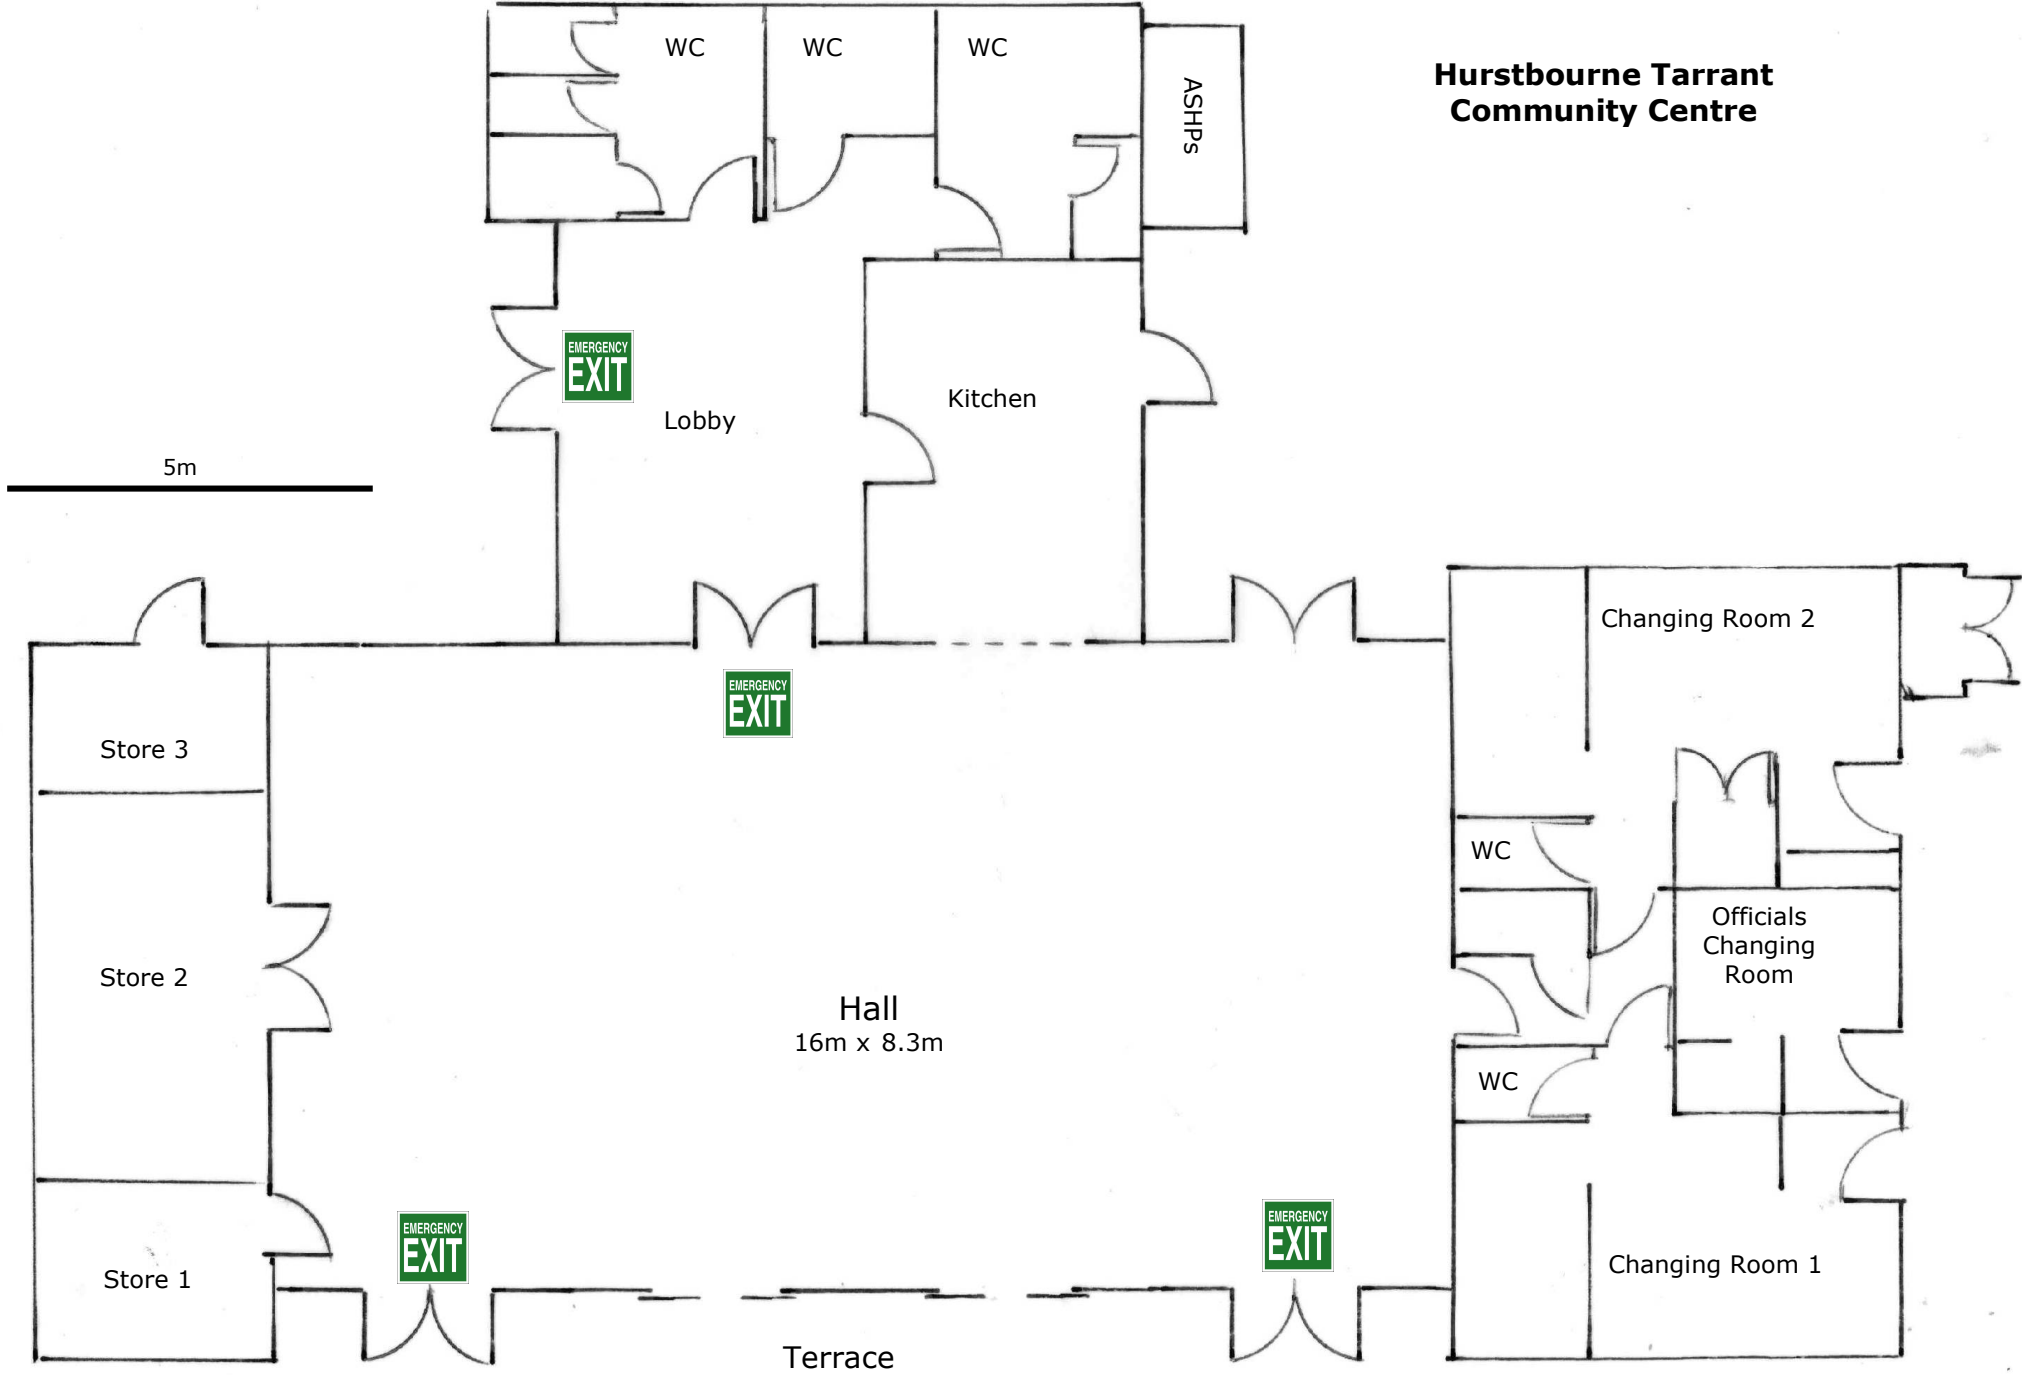 WC
WC
WC
ASHPs
Hurstbourne Tarrant
Community Centre
EMERGENCY
EXIT
Lobby
Kitchen
5m
Changing Room 2
EMERGENCY
EXIT
Store 3
WC
Officials
Changing
Room
Store 2
Hall
16m x 8.3m
WC
EMERGENCY
EXIT
EMERGENCY
EXIT
Store 1
Changing Room 1
Terrace